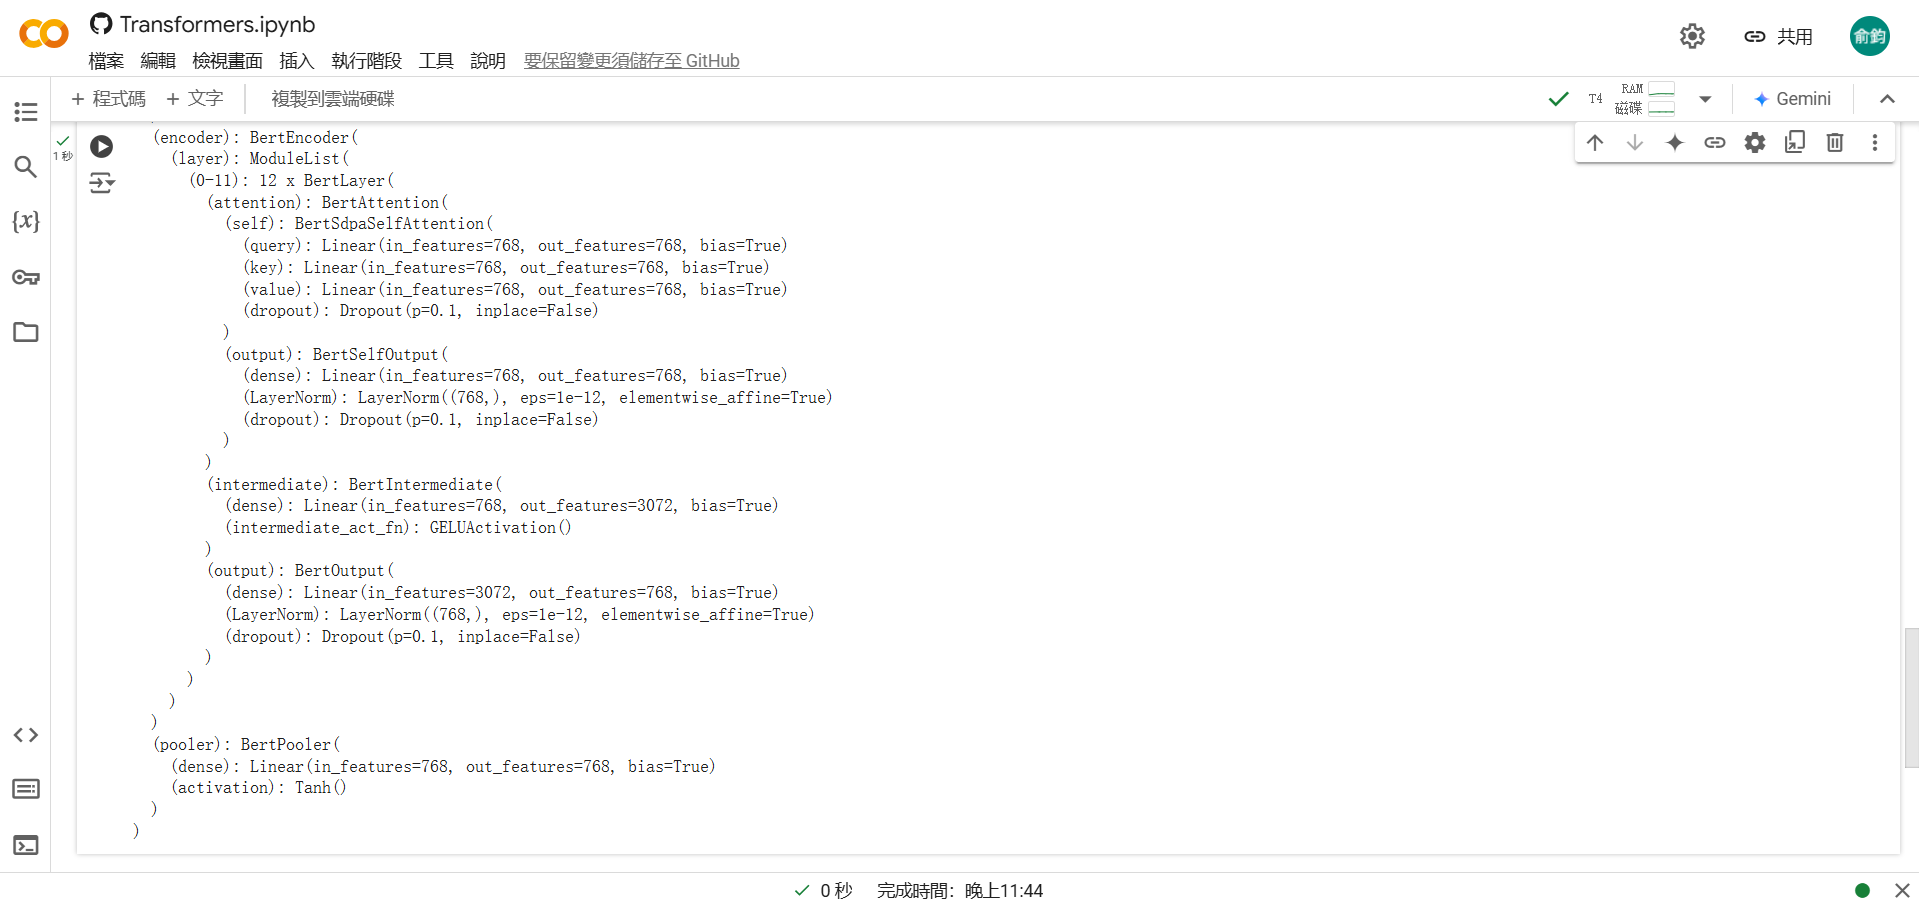 Transformers.ipynb
檔案 編輯 檢視畫面 插入 執行階段 工具 說明 要保留變更須儲存至 GitHub
共用
俞鈞
+ 程式碼 + 文字 複製到雲端硬碟
T4 RAM
磁碟
Gemini
1 秒
{x}
(encoder): BertEncoder(
(layer): ModuleList(
(0-11): 12 x BertLayer(
(attention): BertAttention(
(self): BertSdpaSelfAttention(
(query): Linear(in_features=768, out_features=768, bias=True)
(key): Linear(in_features=768, out_features=768, bias=True)
(value): Linear(in_features=768, out_features=768, bias=True)
(dropout): Dropout(p=0.1, inplace=False)
)
(output): BertSelfOutput(
(dense): Linear(in_features=768, out_features=768, bias=True)
(LayerNorm): LayerNorm((768,), eps=1e-12, elementwise_affine=True)
(dropout): Dropout(p=0.1, inplace=False)
)
)
(intermediate): BertIntermediate(
(dense): Linear(in_features=768, out_features=3072, bias=True)
(intermediate_act_fn): GELUActivation()
)
(output): BertOutput(
(dense): Linear(in_features=3072, out_features=768, bias=True)
(LayerNorm): LayerNorm((768,), eps=1e-12, elementwise_affine=True)
(dropout): Dropout(p=0.1, inplace=False)
)
)
)
)
(pooler): BertPooler(
(dense): Linear(in_features=768, out_features=768, bias=True)
(activation): Tanh()
)
)
0 秒 完成時間：晚上11:44